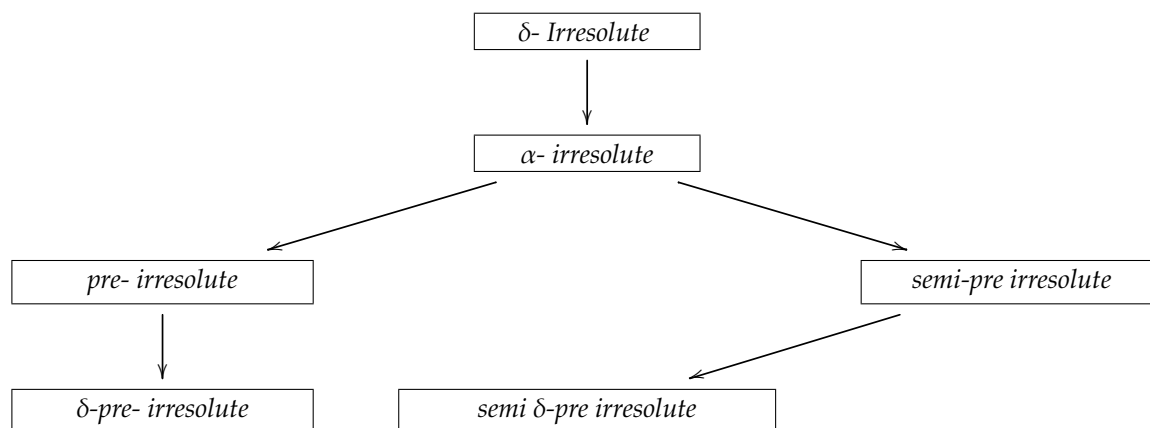 δ- Irresolute
α- irresolute
pre- irresolute
semi-pre irresolute
δ-pre- irresolute
semi δ-pre irresolute